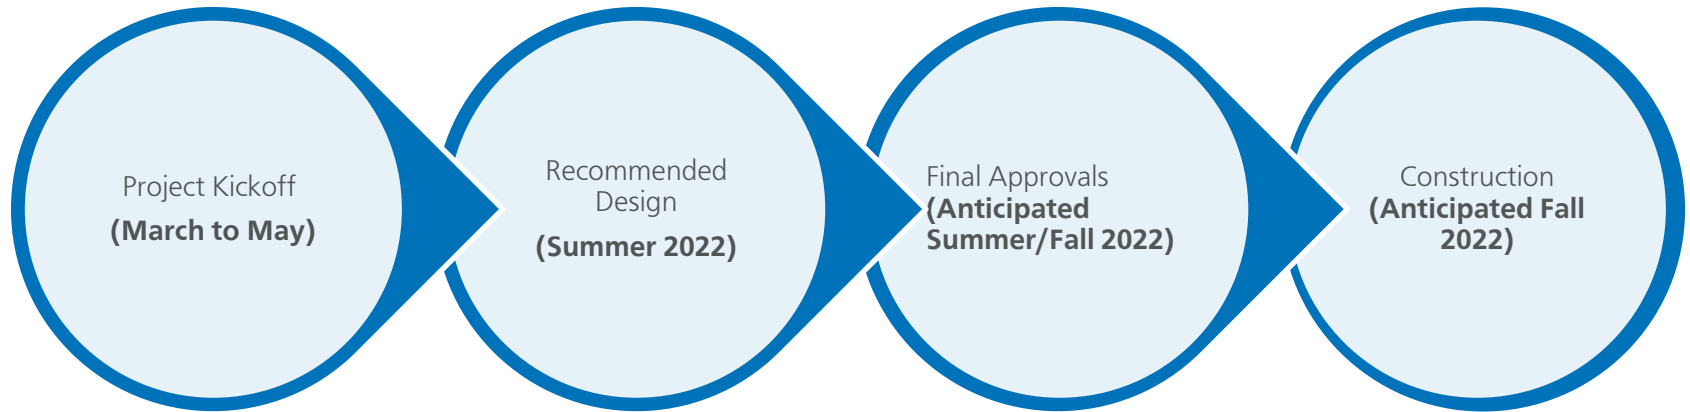 Project Kickoff
(March to May)
Recommended
Design
(Summer 2022)
Final Approvals
(Anticipated
Summer/Fall 2022)
Construction
(Anticipated Fall
2022)